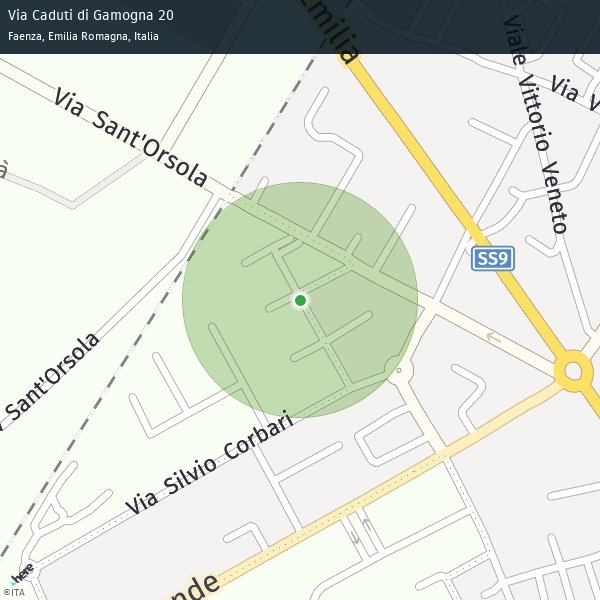 Via Caduti di Gamogna 20
Faenza, Emilia Romagna, Italia
Emilia
Viale Vittorio Veneto
Via V
Via Sant'Orsola
à
SS9
Sant'Orsola
Via Silvio Corbari
nde
here
©ITA